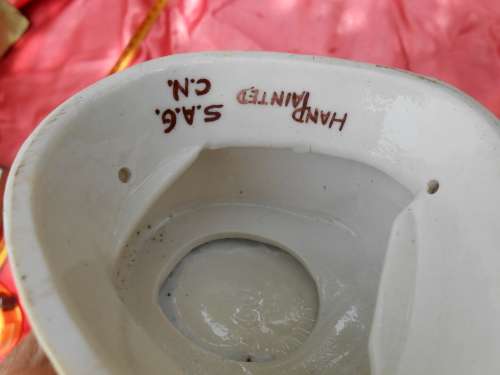 HAND
PAINTED
S.A.G.
C.N.